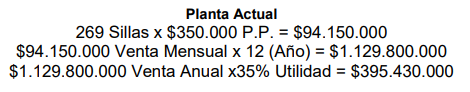 Planta Actual
269 Sillas x $350.000 P.P. = $94.150.000
$94.150.000 Venta Mensual x 12 (Año) = $1.129.800.000
$1.129.800.000 Venta Anual x35% Utilidad = $395.430.000